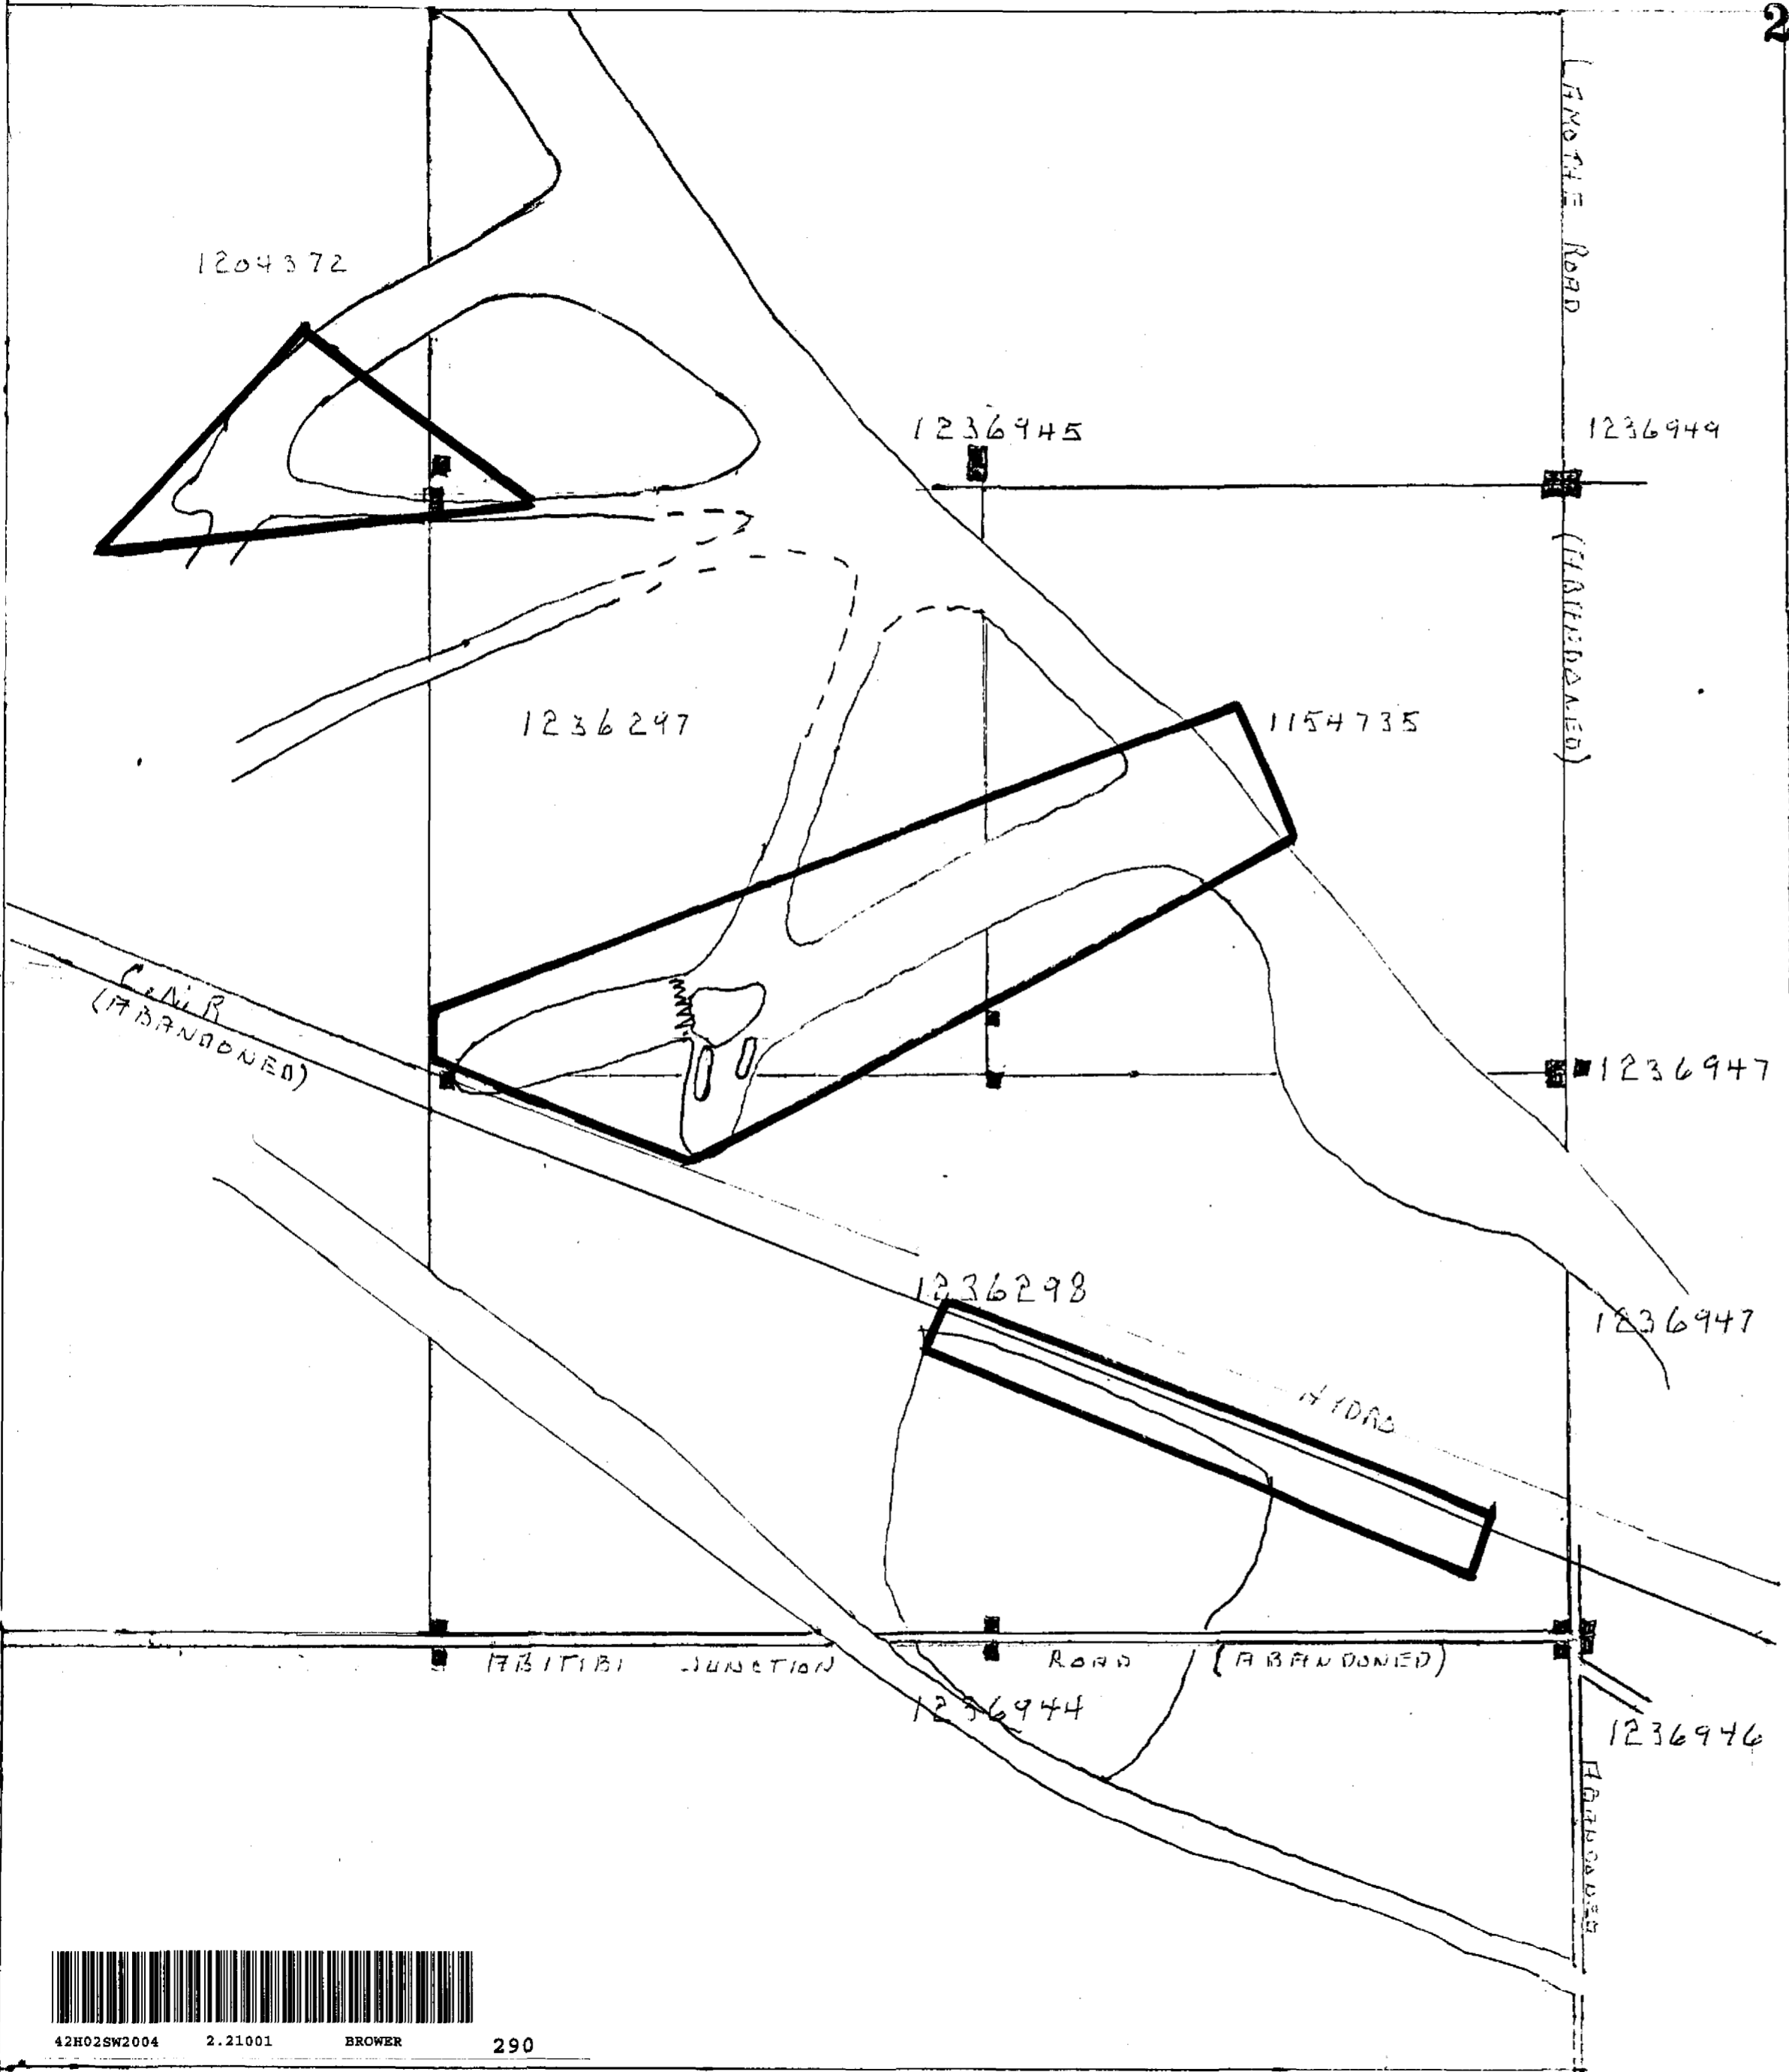 2
LAMOTHE ROAD
1204372
1236945
1236949
1236297
1154735
C.N.R
(ABANDONED)
1236947
1236298
1236947
HYDRO
ABITIBI JUNCTION ROAD (ABANDONED)
1236944
1236946
ABANDONED
42H02SW2004 2.21001 BROWER 290